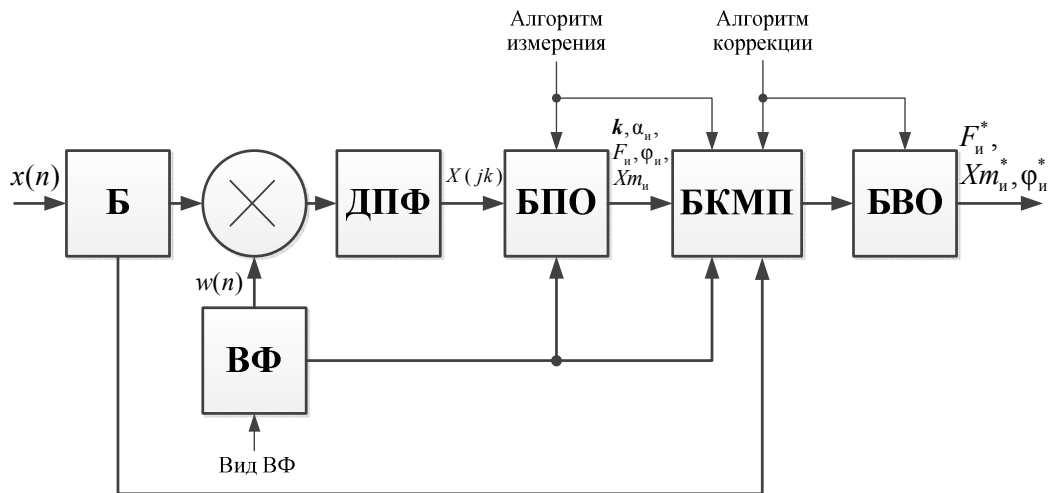 Алгоритм
измерения
Алгоритм
коррекции
x(n)
Б
ДПФ
X(jk)
БПО
k, αи,
Fи, φи,
Xmи
БКМП
БВО
Fи*,
Xmи*, φи*
w(n)
ВФ
Вид ВФ